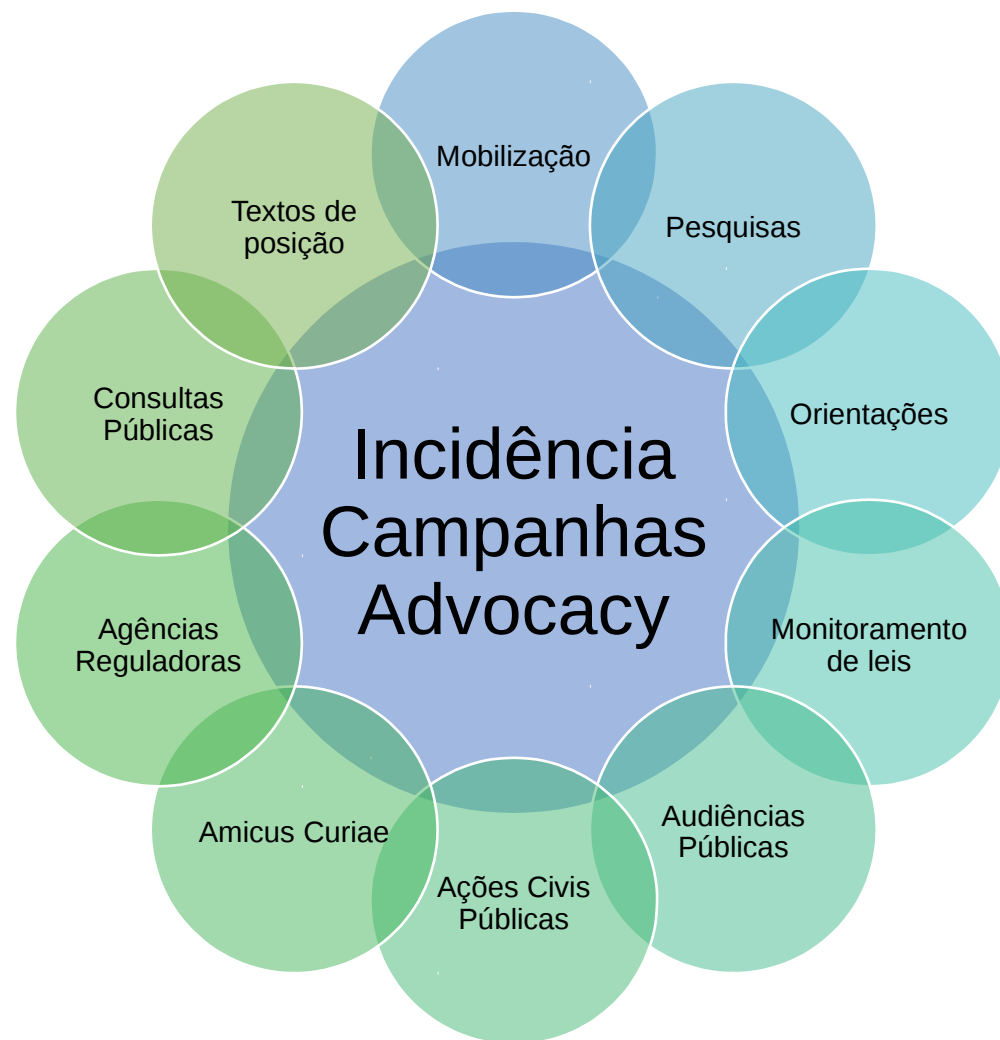 Mobilização
Pesquisas
Orientações
Monitoramento
de leis
Audiências
Públicas
Ações Civis
Públicas
Amicus Curiae
Agências
Reguladoras
Consultas
Públicas
Textos de
posição
Incidência
Campanhas
Advocacy